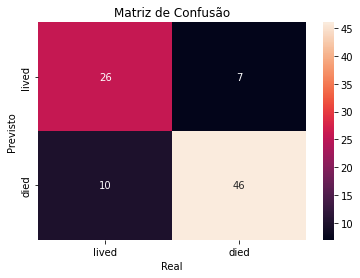 Matriz de Confusão
lived
26
7
Previsto
died
10
46
lived
died
Real
45
40
35
30
25
20
15
10